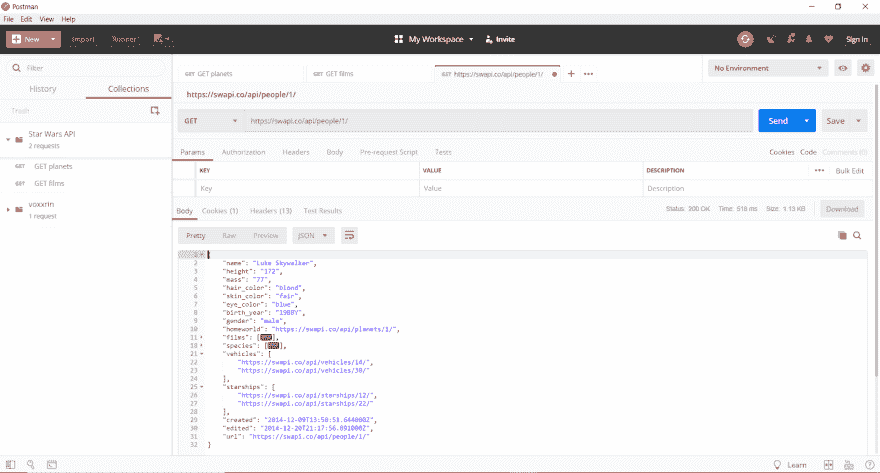 Postman
File Edit View Help
New Import Runner My Workspace Invite Sign In
Filter
History Collections
Trash
Star Wars API
2 requests
GET planets
GET films
voxxrin
1 request
GET planets GET films https://swapi.co/api/people/1/ No Environment
https://swapi.co/api/people/1/
GET https://swapi.co/api/people/1/ Send Save
Params Authorization Headers Body Pre-request Script Tests Cookies Code Comments (0)
KEY VALUE DESCRIPTION Bulk Edit
Key Value Description
Body Cookies (1) Headers (13) Test Results Status: 200 OK Time: 518 ms Size: 1.13 KB Download
Pretty Raw Preview JSON
1
2 "name": "Luke Skywalker",
3 "height": "172",
4 "mass": "77",
5 "hair_color": "blond",
6 "skin_color": "fair",
7 "eye_color": "blue",
8 "birth_year": "19BBY",
9 "gender": "male",
10 "homeworld": "https://swapi.co/api/planets/1/",
11 "films": [
18 "species": [
21 "vehicles": [
22 "https://swapi.co/api/vehicles/14/",
23 "https://swapi.co/api/vehicles/30/"
24 ],
25 "starships": [
26 "https://swapi.co/api/starships/12/",
27 "https://swapi.co/api/starships/22/"
28 ],
29 "created": "2014-12-09T13:50:51.644000Z",
30 "edited": "2014-12-20T21:17:56.891000Z",
31 "url": "https://swapi.co/api/people/1/"
32 }
Learn